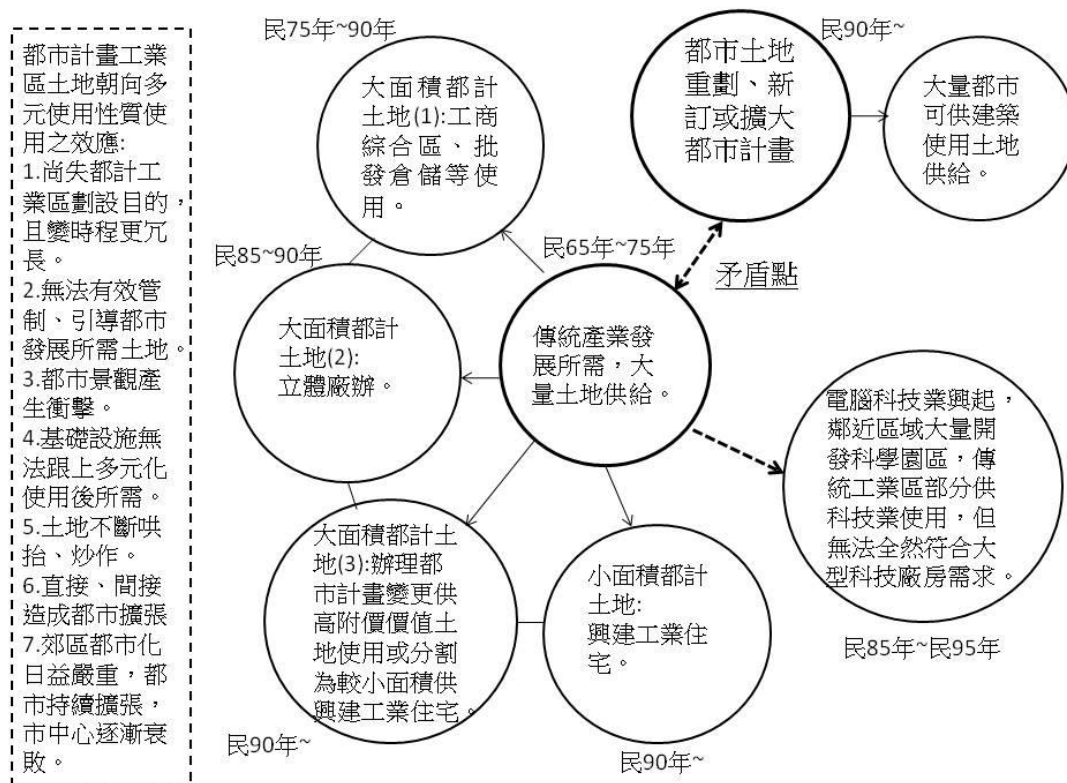 都市計畫工業
區土地朝向多
元使用性質使
用之效應:
1.尚失都計工
業區劃設目的，
且變時程更冗
長。
2.無法有效管
制、引導都市
發展所需土地。
3.都市景觀產
生衝擊。
4.基礎設施無
法跟上多元化
使用後所需。
5.土地不斷哄
抬、炒作。
6.直接、間接
造成都市擴張
7.郊區都市化
日益嚴重，都
市持續擴張，
市中心逐漸衰
敗。
民75年~90年
大面積都計
土地(1):工商
綜合區、批
發倉儲等使
用。
都市土地
重劃、新
訂或擴大
都市計畫
民90年~
大量都市
可供建築
使用土地
供給。
民85~90年
大面積都計
土地(2):
立體廠辦。
民65年~75年
傳統產業發
展所需，大
量土地供給。
矛盾點
電腦科技業興起，
鄰近區域大量開
發科學園區，傳
統工業區部分供
科技業使用，但
無法全然符合大
型科技廠房需求。
民85年~民95年
大面積都計土
地(3):辦理都
市計畫變更供
高附價價值土
地使用或分割
為較小面積供
興建工業住宅。
民90年~
小面積都計
土地:
興建工業住
宅。
民90年~